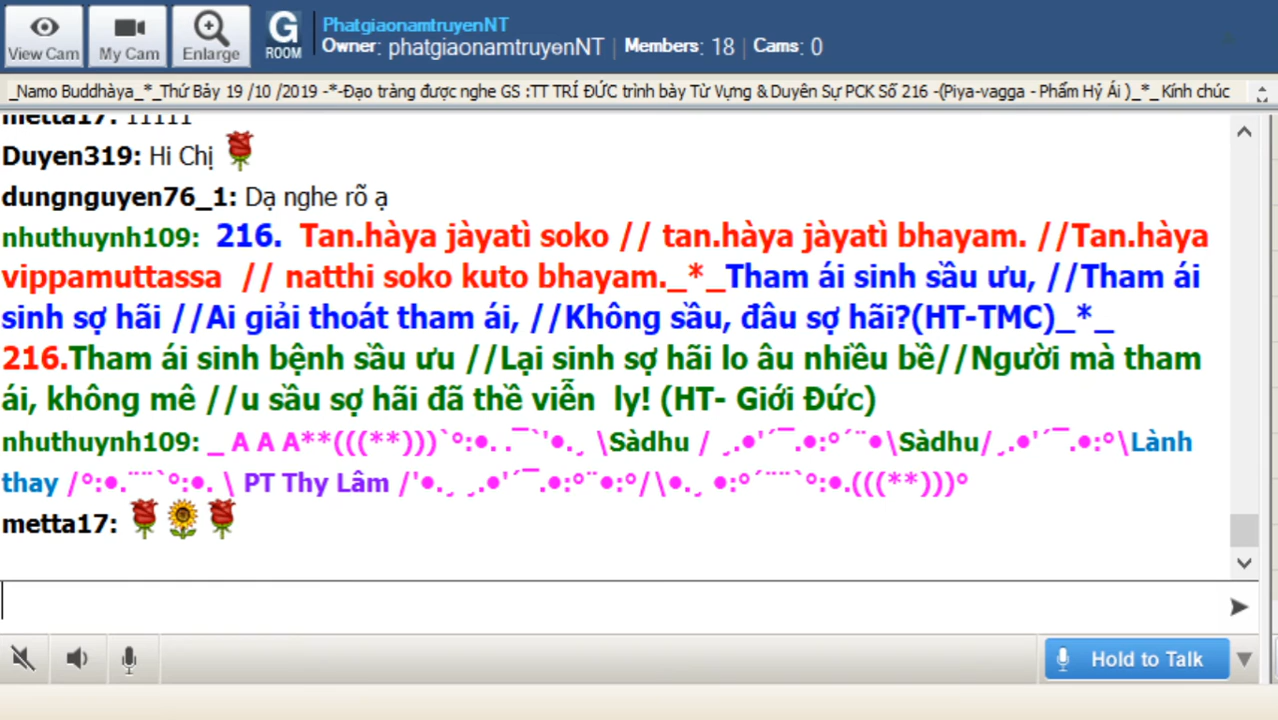 View Cam
My Cam
Enlarge
G
ROOM
PhatgiaonamtruyenNT
Owner: phatgiaonamtruyenNT | Members: 18 | Cams: 0
_Namo Buddhàya_*_Thứ Bảy 19 /10 /2019 -*-Đạo tràng được nghe GS :TT TRÍ ĐỨC trình bày Từ Vựng & Duyên Sự PCK Số 216 -(Piya-vagga - Phẩm Hỷ Ái )_*_ Kính chúc
metta17: 11111
Duyen319: Hi Chị
dungnguyen76_1: Dạ nghe rõ ạ
nhuthuynh109: 216. Tan.hàya jàyatì soko // tan.hàya jàyatì bhayam. //Tan.hàya
vippamuttassa // natthi soko kuto bhayam._*_Tham ái sinh sầu ưu, //Tham ái
sinh sợ hãi //Ai giải thoát tham ái, //Không sầu, đâu sợ hãi?(HT-TMC)_*_
216.Tham ái sinh bệnh sầu ưu //Lại sinh sợ hãi lo âu nhiều bề//Người mà tham
ái, không mê //u sầu sợ hãi đã thề viễn ly! (HT- Giới Đức)
nhuthuynh109: _ A A A**(((**)))`°:•. .¯`'•.¸ \Sàdhu / ¸.•'´¯.•:°´¨•\Sàdhu/¸.•'´¯.•:°\Lành
thay /°:•.¨¨`°:•. \ PT Thy Lâm /'•.¸ ¸.•'´¯.•:°¨•:°/\•.¸ •:°´¨¨`°:•.(((**)))°
metta17:
Hold to Talk